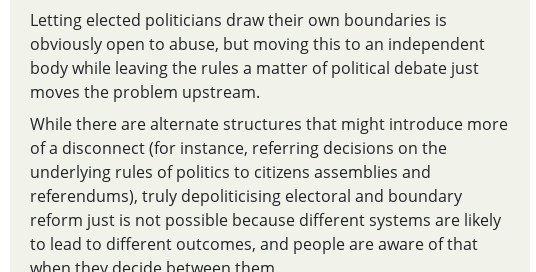 Letting elected politicians draw their own boundaries is
obviously open to abuse, but moving this to an independent
body while leaving the rules a matter of political debate just
moves the problem upstream.
While there are alternate structures that might introduce more
of a disconnect (for instance, referring decisions on the
underlying rules of politics to citizens assemblies and
referendums), truly depoliticising electoral and boundary
reform just is not possible because different systems are likely
to lead to different outcomes, and people are aware of that
when they decide between them.